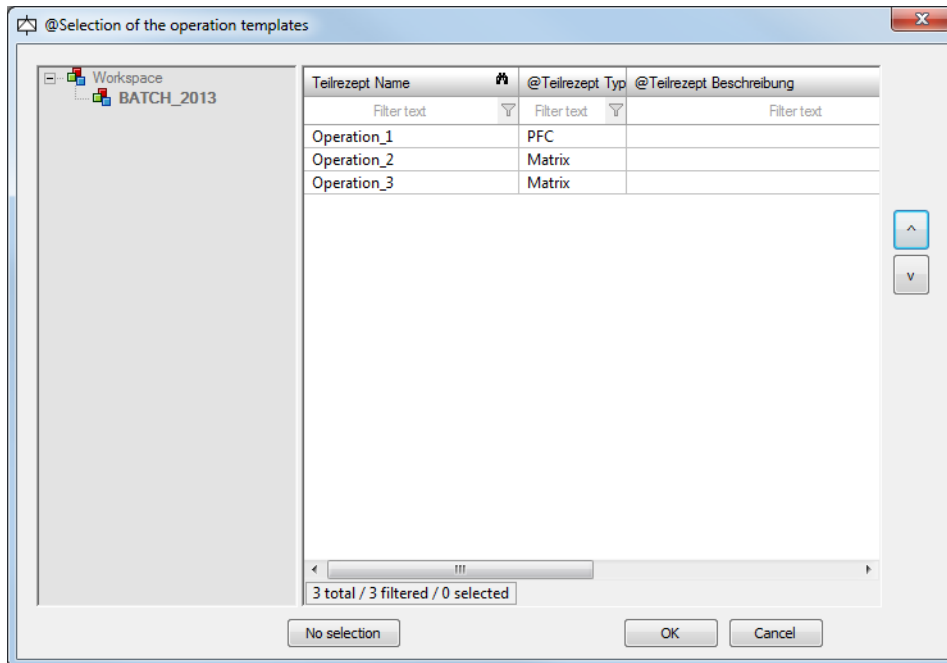 @Selection of the operation templates
Workspace
BATCH_2013
Teilrezept Name @Teilrezept Typ @Teilrezept Beschreibung
Filter text Filter text Filter text
Operation_1 PFC
Operation_2 Matrix
Operation_3 Matrix
^
v
3 total / 3 filtered / 0 selected
No selection OK Cancel